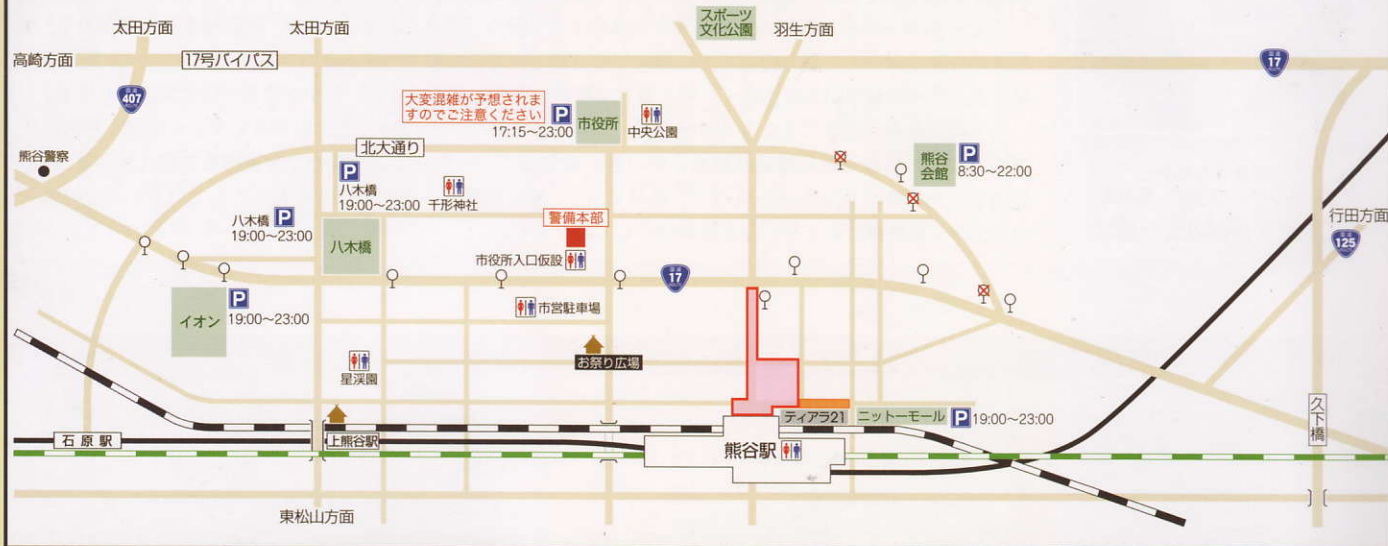 太田方面
太田方面
スポーツ
文化公園
羽生方面
高崎方面
17号バイパス
国道
17
国道
407
大変混雑が予想されま
すのでご注意ください
P
17:15～23:00
市役所
中央公園
北大通り
熊谷警察
熊谷
会館
P
8:30～22:00
P
八木橋
19:00～23:00
千形神社
八木橋
P
19:00～23:00
八木橋
警備本部
行田方面
国道
125
市役所入口仮設
国道
17
イオン
P
19:00～23:00
市営駐車場
お祭り広場
星渓園
ティアラ21
ニットーモール
P
19:00～23:00
久下橋
石原駅
上熊谷駅
熊谷駅
東松山方面